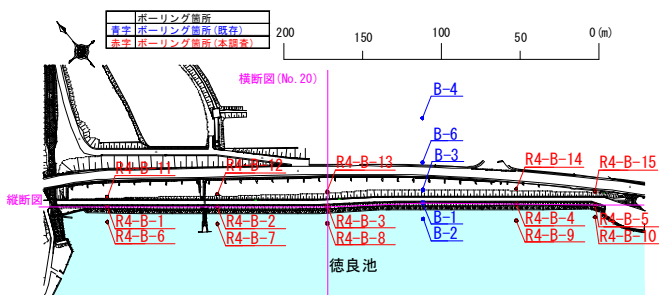 ボーリング箇所
青字 ボーリング箇所(既存)
赤字 ボーリング箇所(本調査)
200 150 100 50 0(m)
横断図(No.20)
B-4
B-6
B-3
R4-B-11 R4-B-12 R4-B-13 R4-B-14 R4-B-15
縦断図
R4-B-1 R4-B-2 R4-B-3 B-1 R4-B-4 R4-B-5
R4-B-6 R4-B-7 R4-B-8 B-2 R4-B-9 R4-B-10
徳良池